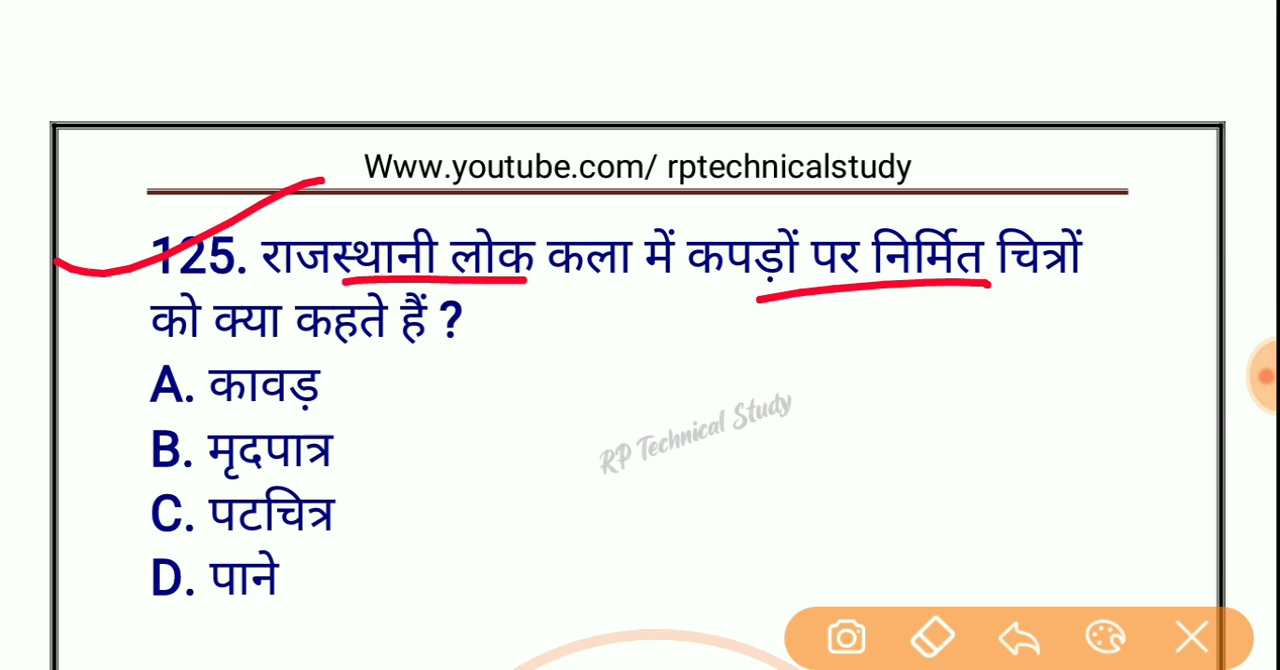 Www.youtube.com/ rptechnicalstudy
125. राजस्थानी लोक कला में कपड़ों पर निर्मित चित्रों
को क्या कहते हैं ?
A. कावड़
B. मृदपात्र
RP Technical Study
C. पटचित्र
D. पाने